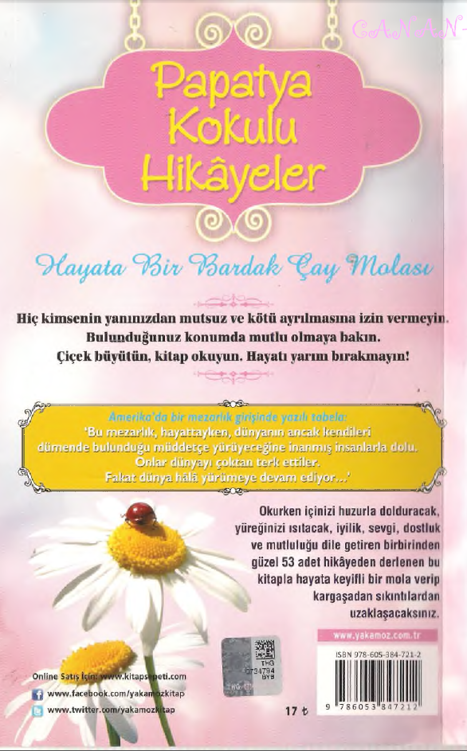 CANAN-
Papatya
Kokulu
Hikâyeler
Hayata Bir Bardak Çay Molası
Hiç kimsenin yanınızdan mutsuz ve kötü ayrılmasına izin vermeyin.
Bulunduğunuz konumda mutlu olmaya bakın.
Çiçek büyütün, kitap okuyun. Hayatı yarım bırakmayın!
Amerika'da bir mezarlık girişinde yazılı tabela:
'Bu mezarlık, hayattayken, dünyanın ancak kendileri
dümende bulunduğu müddetçe yürüyeceğine inanmış insanlarla dolu.
Onlar dünyayı çoktan terk ettiler.
Fakat dünya hâlâ yürümeye devam ediyor...'
Okurken içinizi huzurla dolduracak,
yüreğinizi ısıtacak, iyilik, sevgi, dostluk
ve mutluluğu dile getiren birbirinden
güzel 53 adet hikâyeden derlenen bu
kitapla hayata keyifli bir mola verip
kargaşadan sıkıntılardan
uzaklaşacaksınız.
www.yakamoz.com.tr
ISBN 978-605-384-721-2
9 786053 847212
Online Satış İçin: www.kitapsepeti.com
www.facebook.com/yakamozkitap
www.twitter.com/yakamozkitap
17 ₺